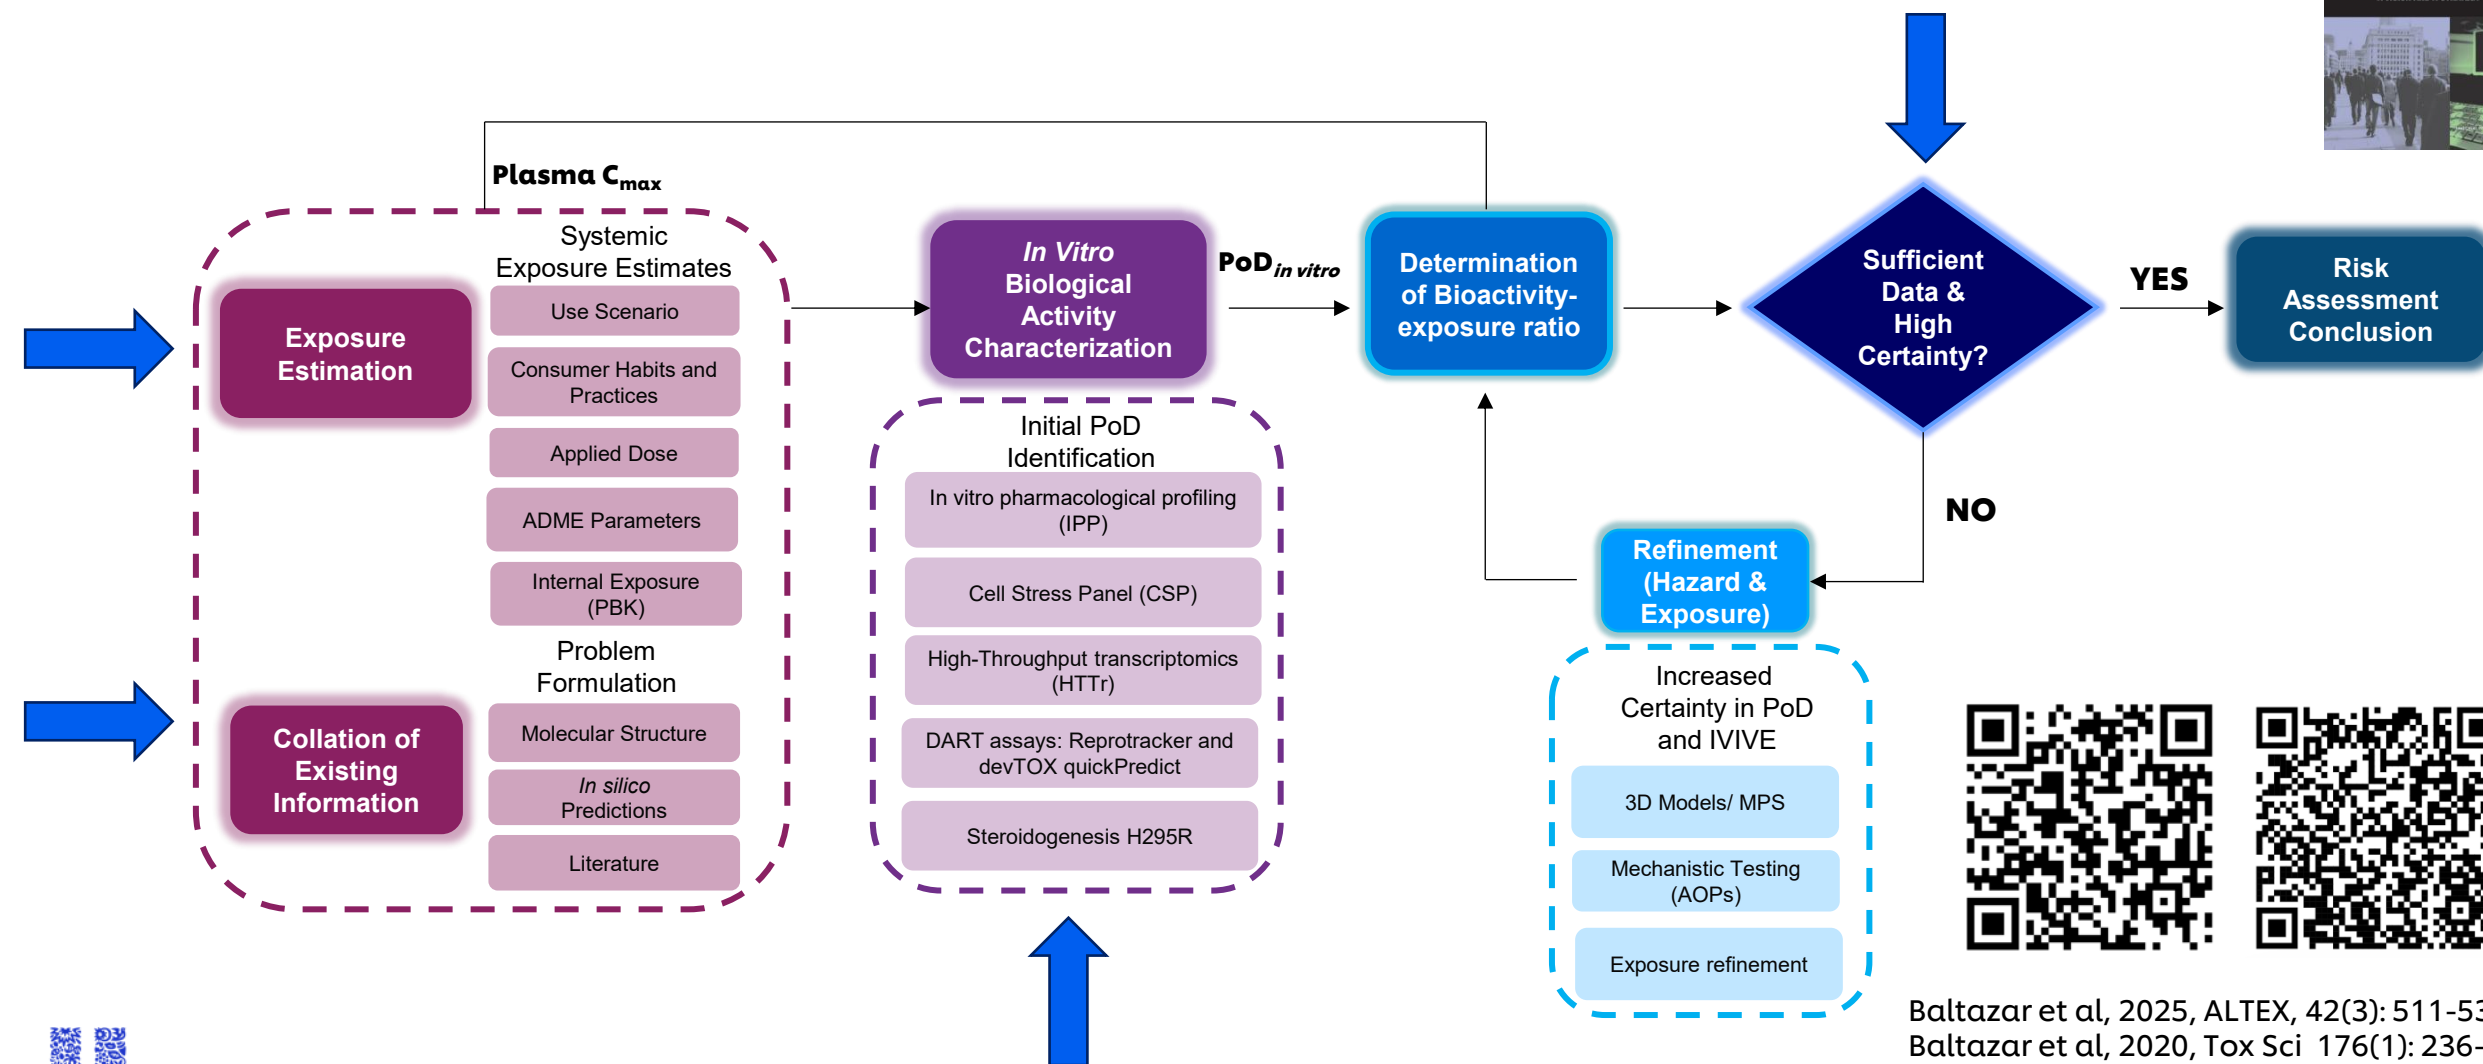 Plasma Cmax
Systemic
Exposure Estimates
Use Scenario
Consumer Habits and
Practices
Applied Dose
ADME Parameters
Internal Exposure
(PBK)
Exposure
Estimation
Problem
Formulation
Molecular Structure
In silico
Predictions
Literature
Collation of
Existing
Information
In Vitro
Biological
Activity
Characterization
Initial PoD
Identification
In vitro pharmacological profiling
(IPP)
Cell Stress Panel (CSP)
High-Throughput transcriptomics
(HTTr)
DART assays: Reprotracker and
devTOX quickPredict
Steroidogenesis H295R
PoD in vitro
Determination
of Bioactivity-
exposure ratio
Sufficient
Data &
High
Certainty?
YES
Risk
Assessment
Conclusion
NO
Refinement
(Hazard &
Exposure)
Increased
Certainty in PoD
and IVIVE
3D Models/ MPS
Mechanistic Testing
(AOPs)
Exposure refinement
Baltazar et al, 2025, ALTEX, 42(3): 511-53
Baltazar et al, 2020, Tox Sci 176(1): 236-